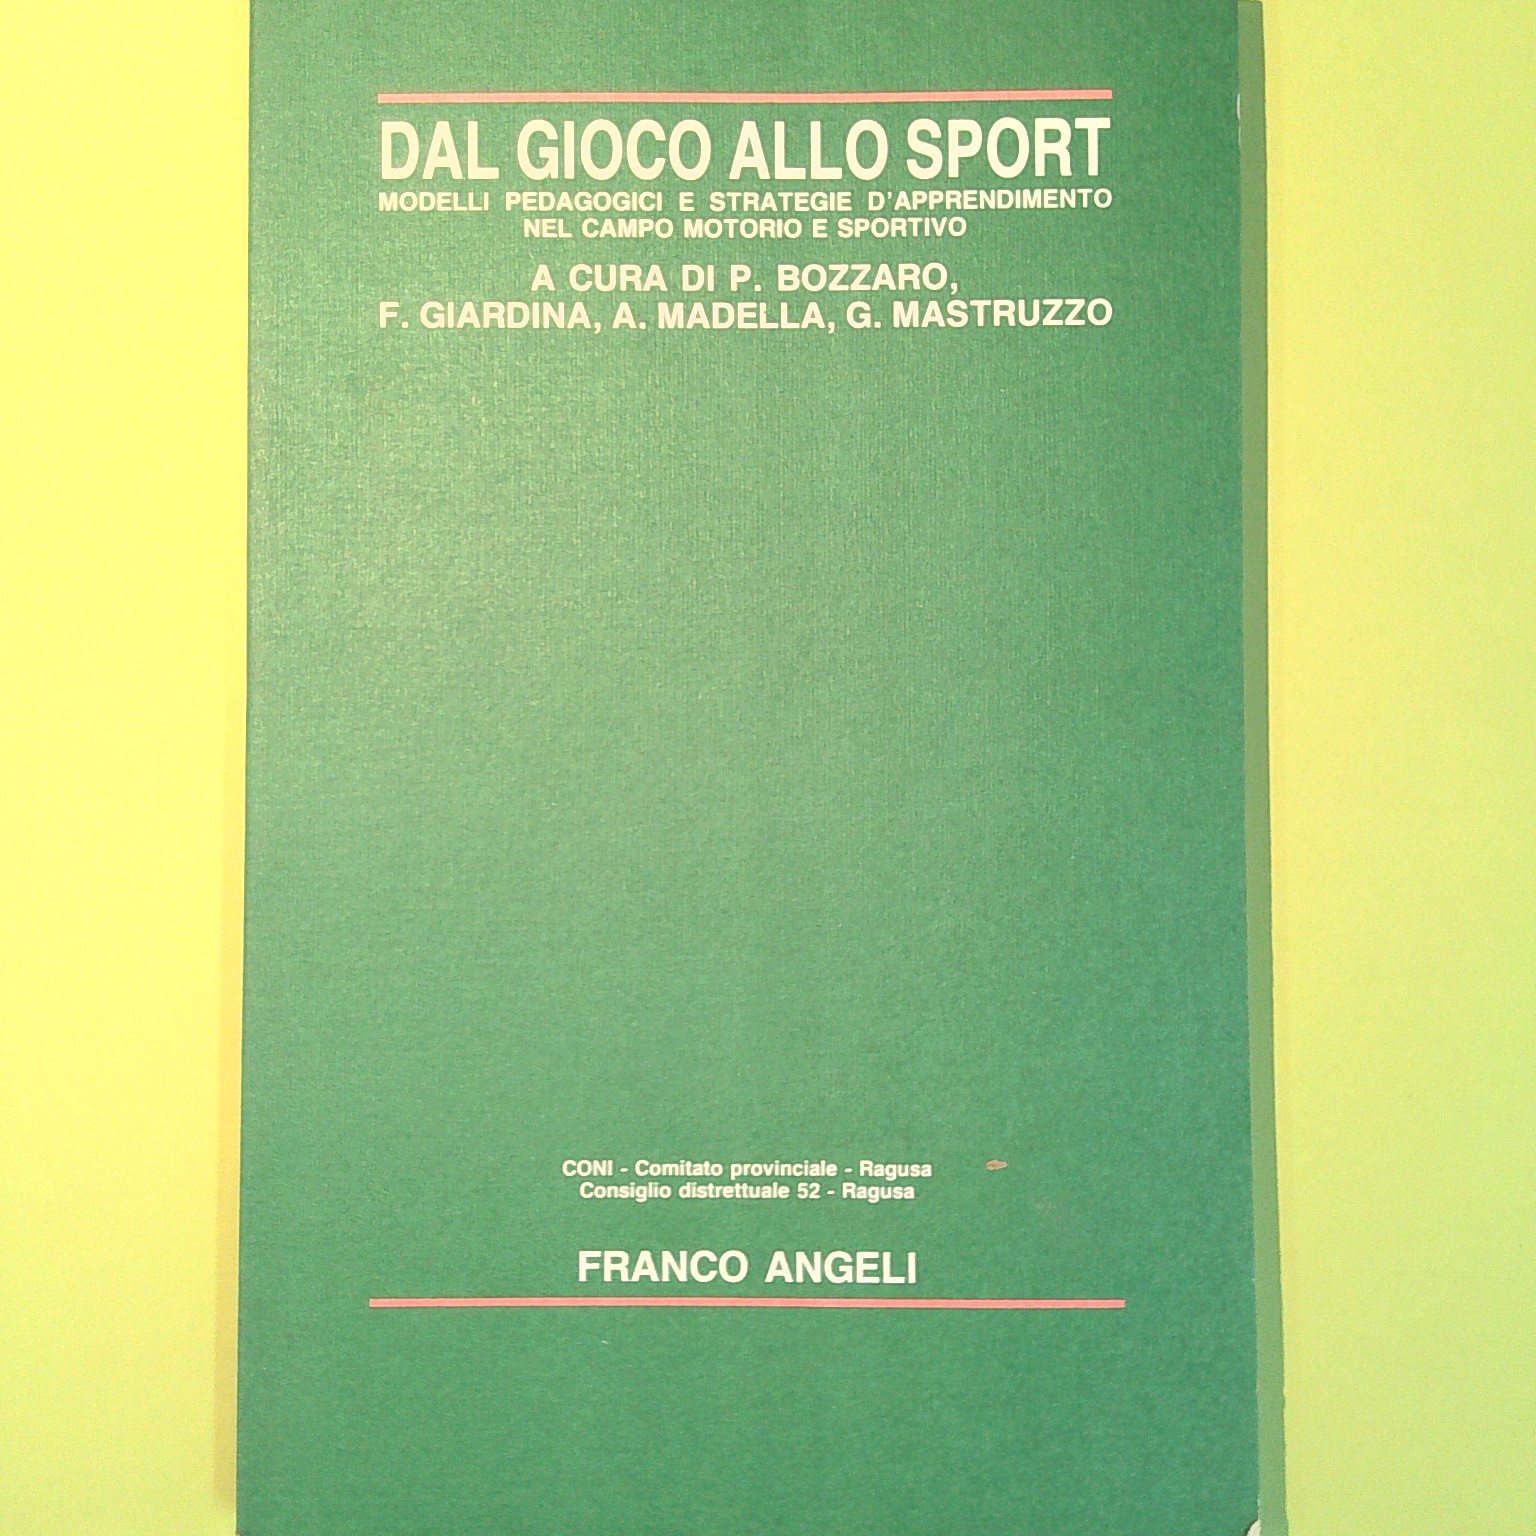 DAL GIOCO ALLO SPORT
MODELLI PEDAGOGICI E STRATEGIE D'APPRENDIMENTO
NEL CAMPO MOTORIO E SPORTIVO
A CURA DI P. BOZZARO,
F. GIARDINA, A. MADELLA, G. MASTRUZZO
CONI - Comitato provinciale - Ragusa
Consiglio distrettuale 52 - Ragusa
FRANCO ANGELI